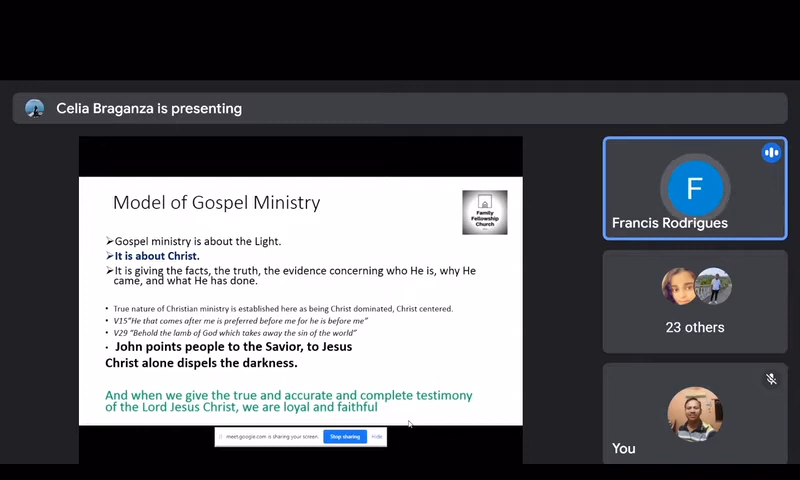 Celia Braganza is presenting
Model of Gospel Ministry
Family
Fellowship
Church
➢Gospel ministry is about the Light.
➢It is about Christ.
➢It is giving the facts, the truth, the evidence concerning who He is, why He
came, and what He has done.
• True nature of Christian ministry is established here as being Christ dominated, Christ centered.
• V15"He that comes after me is preferred before me for he is before me"
• V29 "Behold the lamb of God which takes away the sin of the world"
• John points people to the Savior, to Jesus
Christ alone dispels the darkness.
And when we give the true and accurate and complete testimony
of the Lord Jesus Christ, we are loyal and faithful
meet.google.com is sharing your screen.
Stop sharing
Hide
F
Francis Rodrigues
23 others
You